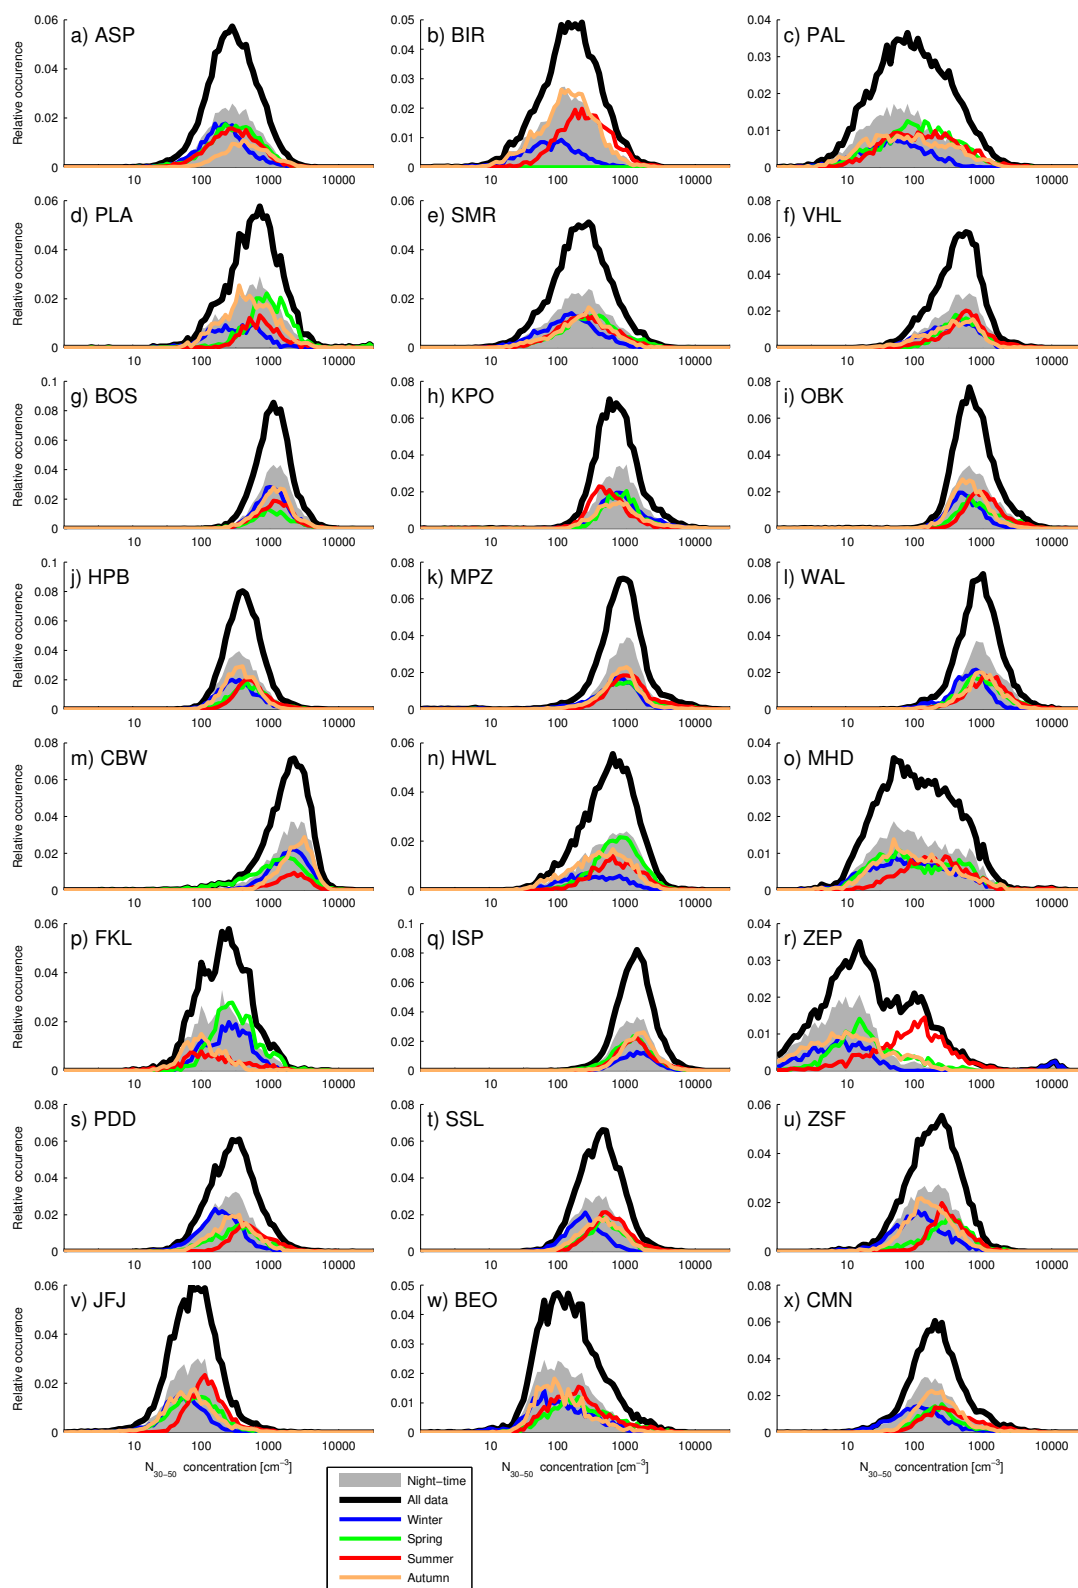 a) ASP
b) BIR
c) PAL
Relative occurence
0.06
0.04
0.02
0
10 100 1000 10000
0.05
0.04
0.03
0.02
0.01
0
10 100 1000 10000
0.04
0.03
0.02
0.01
0
10 100 1000 10000
d) PLA
e) SMR
f) VHL
Relative occurence
0.06
0.04
0.02
0
10 100 1000 10000
0.06
0.04
0.02
0
10 100 1000 10000
0.08
0.06
0.04
0.02
0
10 100 1000 10000
g) BOS
h) KPO
i) OBK
Relative occurence
0.1
0.08
0.06
0.04
0.02
0
10 100 1000 10000
0.08
0.06
0.04
0.02
0
10 100 1000 10000
0.08
0.06
0.04
0.02
0
10 100 1000 10000
j) HPB
k) MPZ
l) WAL
Relative occurence
0.1
0.08
0.06
0.04
0.02
0
10 100 1000 10000
0.08
0.06
0.04
0.02
0
10 100 1000 10000
0.08
0.06
0.04
0.02
0
10 100 1000 10000
m) CBW
n) HWL
o) MHD
Relative occurence
0.08
0.06
0.04
0.02
0
10 100 1000 10000
0.06
0.04
0.02
0
10 100 1000 10000
0.04
0.03
0.02
0.01
0
10 100 1000 10000
p) FKL
q) ISP
r) ZEP
Relative occurence
0.06
0.04
0.02
0
10 100 1000 10000
0.1
0.08
0.06
0.04
0.02
0
10 100 1000 10000
0.04
0.03
0.02
0.01
0
10 100 1000 10000
s) PDD
t) SSL
u) ZSF
Relative occurence
0.08
0.06
0.04
0.02
0
10 100 1000 10000
0.08
0.06
0.04
0.02
0
10 100 1000 10000
0.06
0.04
0.02
0
10 100 1000 10000
v) JFJ
w) BEO
x) CMN
Relative occurence
0.06
0.04
0.02
0
10 100 1000 10000
0.05
0.04
0.03
0.02
0.01
0
10 100 1000 10000
0.08
0.06
0.04
0.02
0
10 100 1000 10000
N30−50 concentration [cm−3]
N30−50 concentration [cm−3]
N30−50 concentration [cm−3]
Night−time
All data
Winter
Spring
Summer
Autumn